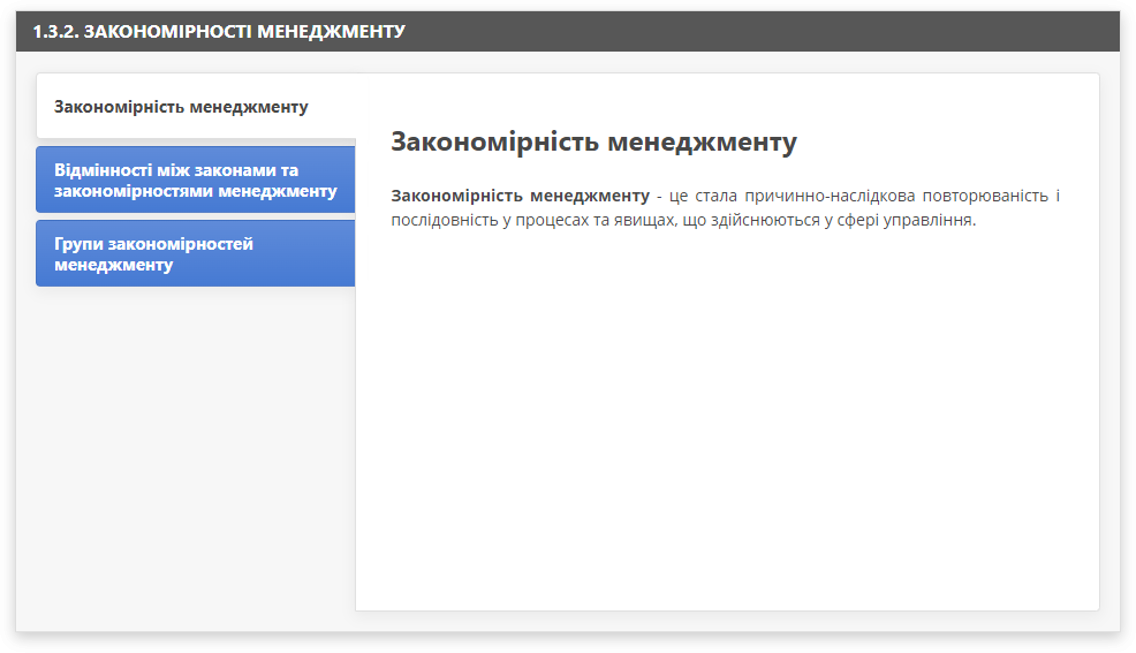 1.3.2. ЗАКОНОМІРНОСТІ МЕНЕДЖМЕНТУ
Закономірність менеджменту
Відмінності між законами та
закономірностями менеджменту
Групи закономірностей
менеджменту
Закономірність менеджменту
Закономірність менеджменту - це стала причинно-наслідкова повторюваність і
послідовність у процесах та явищах, що здійснюються у сфері управління.